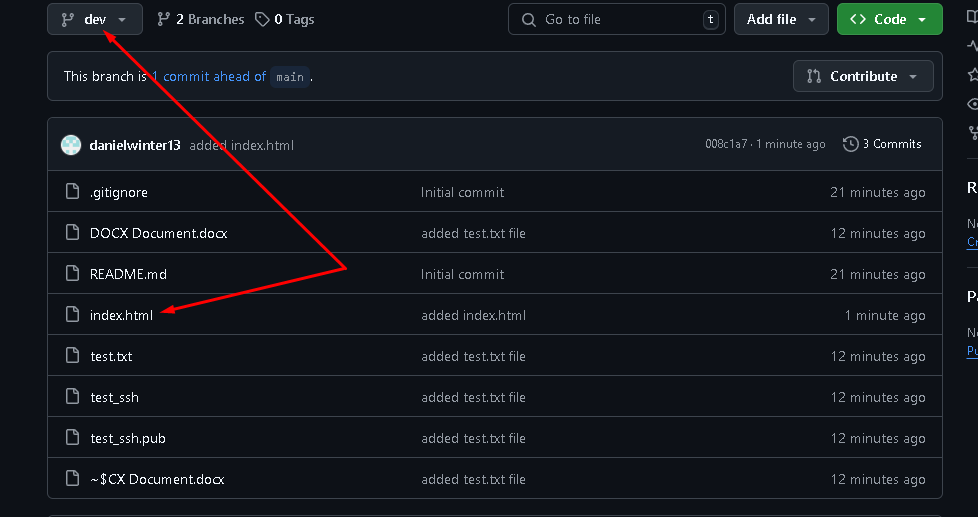 dev 2 Branches 0 Tags Go to file t Add file Code
This branch is 1 commit ahead of main .
Contribute
danielwinter13 added index.html 008c1a7 · 1 minute ago 3 Commits
.gitignore Initial commit 21 minutes ago
DOCX Document.docx added test.txt file 12 minutes ago
README.md Initial commit 21 minutes ago
index.html added index.html 1 minute ago
test.txt added test.txt file 12 minutes ago
test_ssh added test.txt file 12 minutes ago
test_ssh.pub added test.txt file 12 minutes ago
~$CX Document.docx added test.txt file 12 minutes ago